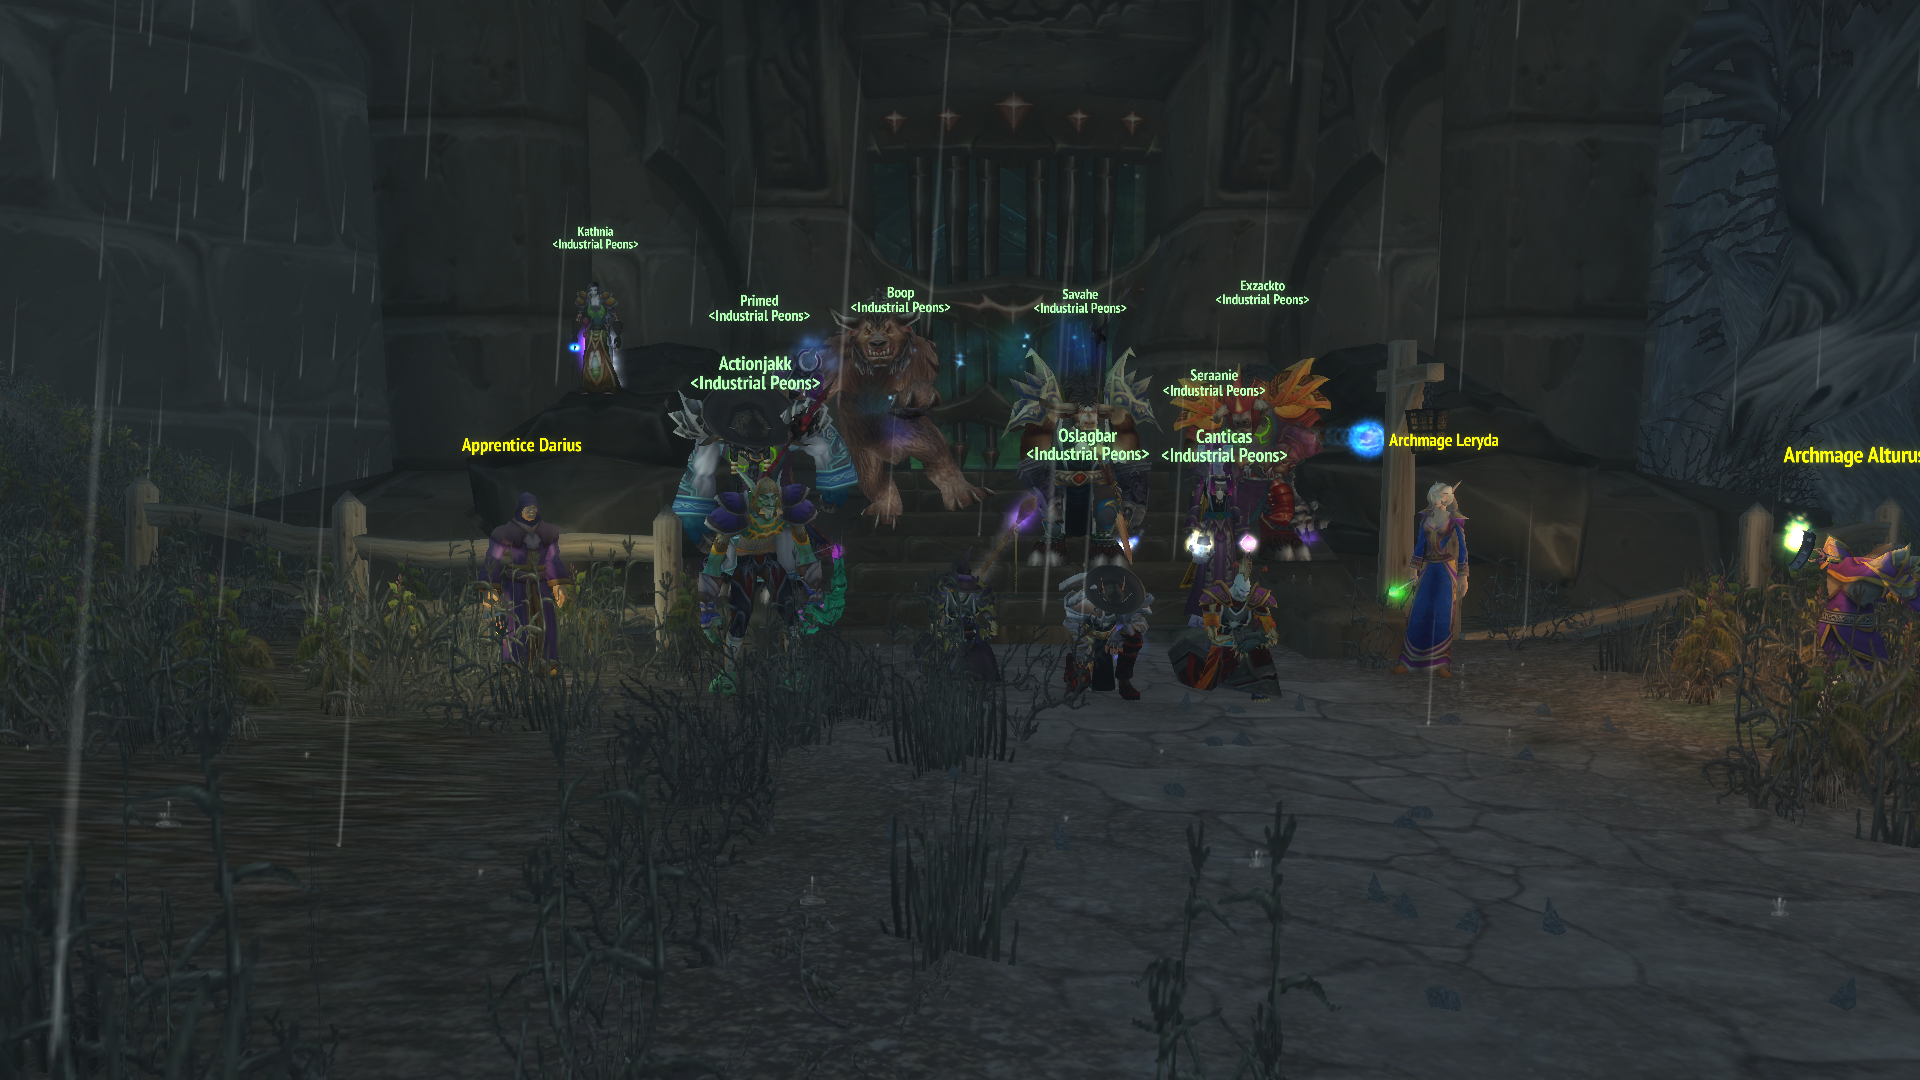 Kathnia
<Industrial Peons>
Primed
<Industrial Peons>
Boop
<Industrial Peons>
Savahe
<Industrial Peons>
Exzackto
<Industrial Peons>
Actionjakk
<Industrial Peons>
Seraanie
<Industrial Peons>
Apprentice Darius
Oslagbar
<Industrial Peons>
Canticas
<Industrial Peons>
Archmage Leryda
Archmage Alturus